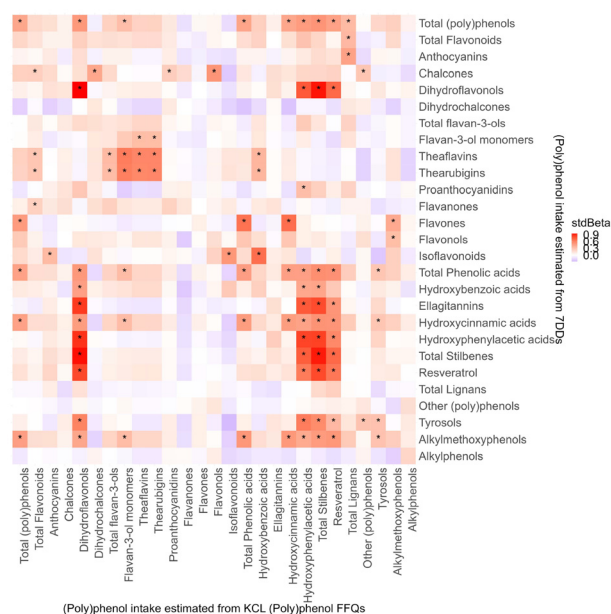 Total (poly)phenols
Total Flavonoids
Anthocyanins
Chalcones
Dihydroflavonols
Dihydrochalcones
Total flavan-3-ols
Flavan-3-ol monomers
Theaflavins
Thearubigins
Proanthocyanidins
Flavanones
Flavones
Flavonols
Isoflavonoids
Total Phenolic acids
Hydroxybenzoic acids
Ellagitannins
Hydroxycinnamic acids
Hydroxyphenylacetic acids
Total Stilbenes
Resveratrol
Total Lignans
Other (poly)phenols
Tyrosols
Alkylmethoxyphenols
Alkylphenols
(Poly)phenol intake estimated from 7DDs
stdBeta
0.9
0.6
0.3
0.0
Total (poly)phenols
Total Flavonoids
Anthocyanins
Chalcones
Dihydroflavonols
Dihydrochalcones
Total flavan-3-ols
Flavan-3-ol monomers
Theaflavins
Thearubigins
Proanthocyanidins
Flavanones
Flavones
Flavonols
Isoflavonoids
Total Phenolic acids
Hydroxybenzoic acids
Ellagitannins
Hydroxycinnamic acids
Hydroxyphenylacetic acids
Total Stilbenes
Resveratrol
Total Lignans
Other (poly)phenols
Tyrosols
Alkylmethoxyphenols
Alkylphenols
(Poly)phenol intake estimated from KCL (Poly)phenol FFQs